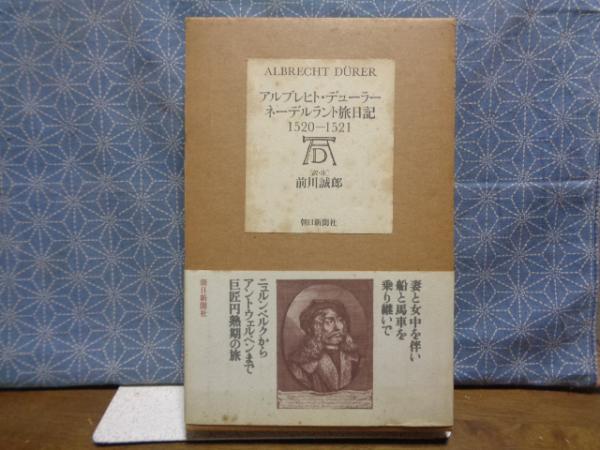 ALBRECHT DÜRER
アルブレヒト・デューラー
ネーデルラント旅日記
1520—1521
AD
訳・注
前川誠郎
朝日新聞社
妻と女中を伴い
船と馬車を
乗り継いで
ニュルンベルクから
アントウェルペンまで
巨匠円熟期の旅
朝日新聞社